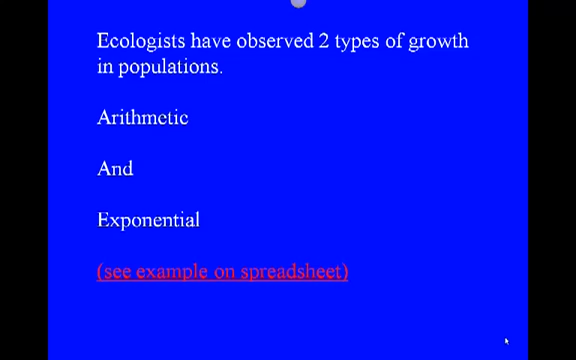 Ecologists have observed 2 types of growth
in populations.
Arithmetic
And
Exponential
(see example on spreadsheet)